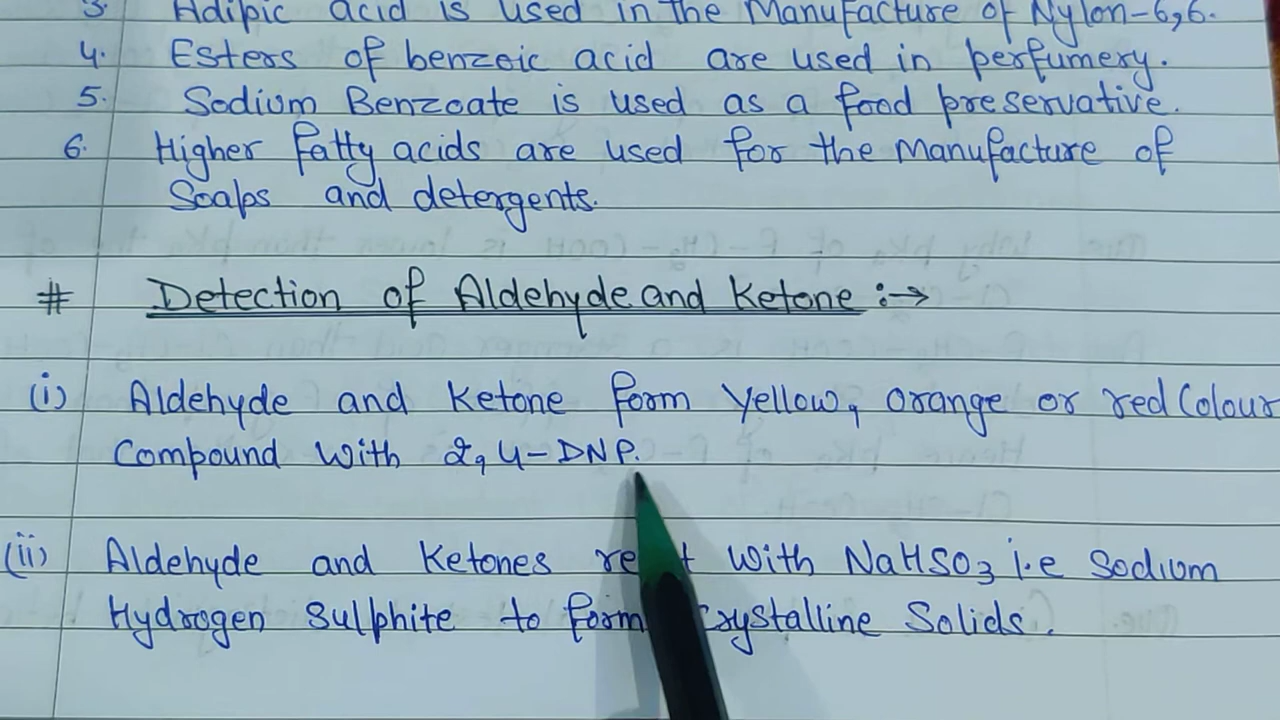 3. Adipic acid is used in the Manufacture of Nylon-6,6.
4. Esters of benzoic acid are used in perfumery.
5. Sodium Benzoate is used as a food preservative.
6. Higher fatty acids are used for the Manufacture of
Soaps and detergents.
# Detection of Aldehyde and Ketone :→
(i) Aldehyde and Ketone form Yellow, orange or red Colour
Compound with 2,4-DNP.
(ii) Aldehyde and Ketones with NaHSO3 i.e Sodium
Hydrogen Sulphite to form Crystalline Solids.